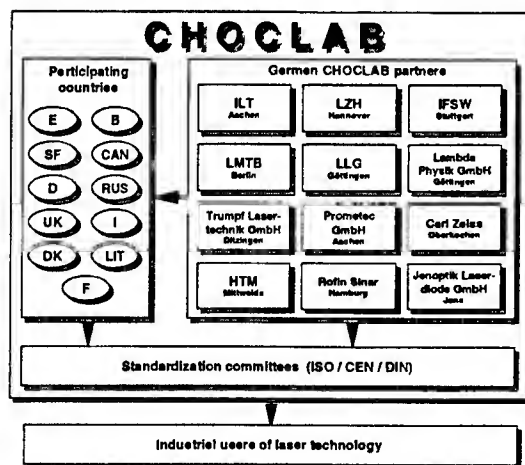 CHOCLAB
Participating
countries
E B
SF CAN
D RUS
UK I
DK LIT
F
German CHOCLAB partners
ILT
Aachen
LZH
Hannover
IFSW
Stuttgart
LMTB
Berlin
LLG
Göttingen
Lambda
Physik GmbH
Göttingen
Trumpf Laser-
technik GmbH
Ditzingen
Prometec
GmbH
Aachen
Carl Zeiss
Oberkochen
HTM
Mittweida
Rofin Sinar
Hamburg
Jenoptik Laser-
diode GmbH
Jena
Standardization committees (ISO / CEN / DIN)
Industrial users of laser technology